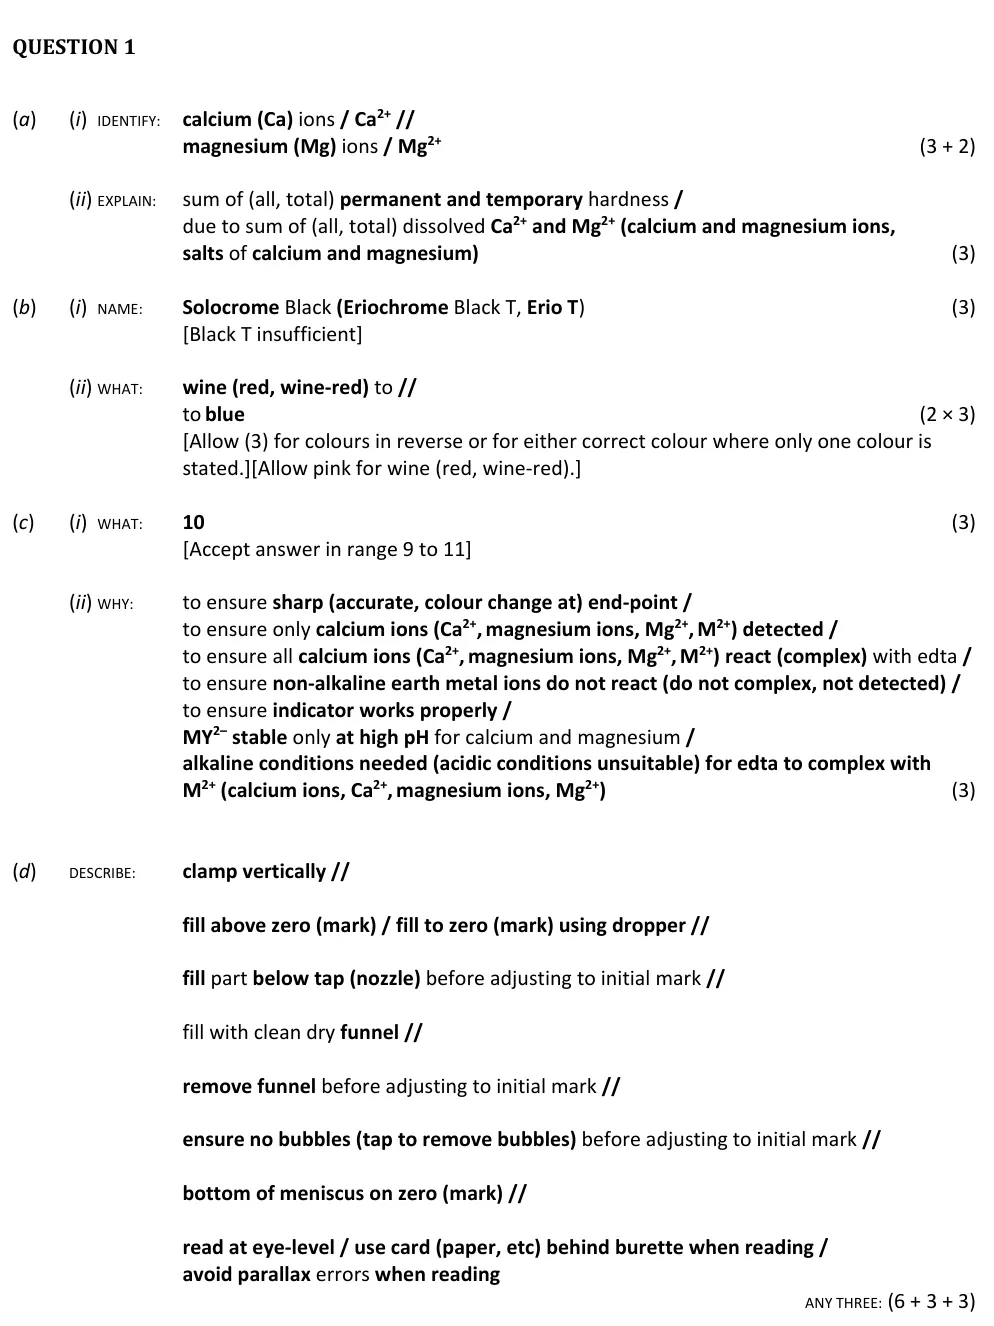 QUESTION 1
(a) (i) IDENTIFY: calcium (Ca) ions / Ca²⁺ //
magnesium (Mg) ions / Mg²⁺ (3 + 2)
(ii) EXPLAIN: sum of (all, total) permanent and temporary hardness /
due to sum of (all, total) dissolved Ca²⁺ and Mg²⁺ (calcium and magnesium ions,
salts of calcium and magnesium) (3)
(b) (i) NAME: Solocrome Black (Eriochrome Black T, Erio T) (3)
[Black T insufficient]
(ii) WHAT: wine (red, wine-red) to //
to blue (2 × 3)
[Allow (3) for colours in reverse or for either correct colour where only one colour is
stated.][Allow pink for wine (red, wine-red).]
(c) (i) WHAT: 10 (3)
[Accept answer in range 9 to 11]
(ii) WHY: to ensure sharp (accurate, colour change at) end-point /
to ensure only calcium ions (Ca²⁺, magnesium ions, Mg²⁺, M²⁺) detected /
to ensure all calcium ions (Ca²⁺, magnesium ions, Mg²⁺, M²⁺) react (complex) with edta /
to ensure non-alkaline earth metal ions do not react (do not complex, not detected) /
to ensure indicator works properly /
MY²⁻ stable only at high pH for calcium and magnesium /
alkaline conditions needed (acidic conditions unsuitable) for edta to complex with
M²⁺ (calcium ions, Ca²⁺, magnesium ions, Mg²⁺) (3)
(d) DESCRIBE: clamp vertically //
fill above zero (mark) / fill to zero (mark) using dropper //
fill part below tap (nozzle) before adjusting to initial mark //
fill with clean dry funnel //
remove funnel before adjusting to initial mark //
ensure no bubbles (tap to remove bubbles) before adjusting to initial mark //
bottom of meniscus on zero (mark) //
read at eye-level / use card (paper, etc) behind burette when reading /
avoid parallax errors when reading
ANY THREE: (6 + 3 + 3)